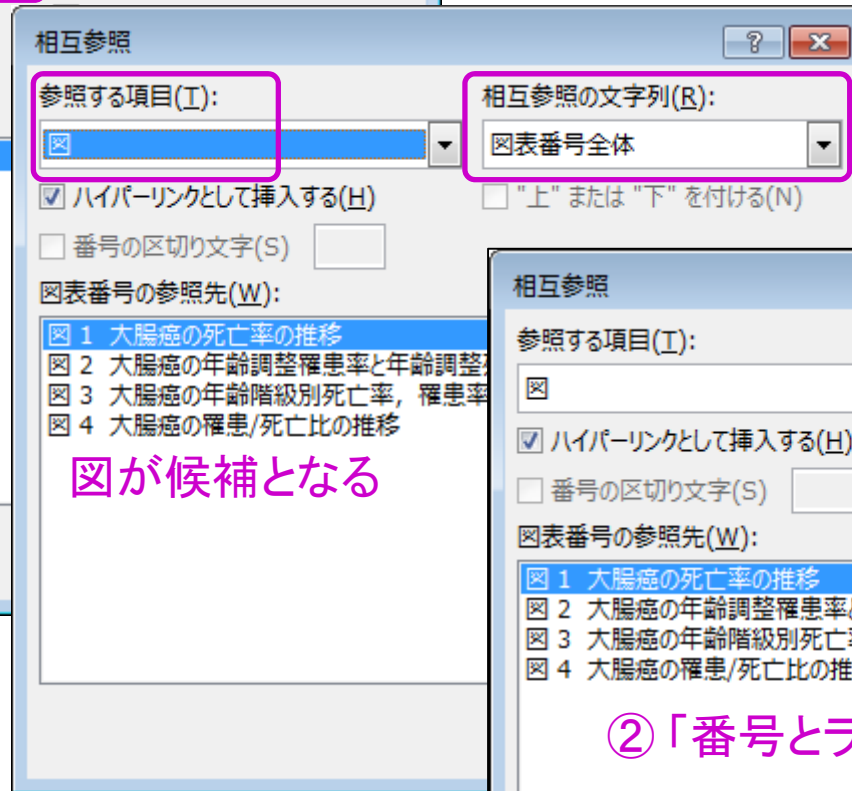 相互参照
参照する項目(T):
相互参照の文字列(R):
図
図表番号全体
ハイパーリンクとして挿入する(H)
"上" または "下" を付ける(N)
番号の区切り文字(S)
図表番号の参照先(W):
図 1 大腸癌の死亡率の推移
図 2 大腸癌の年齢調整罹患率と年齢調整
図 3 大腸癌の年齢階級別死亡率, 罹患率
図 4 大腸癌の罹患/死亡比の推移
図が候補となる
相互参照
参照する項目(T):
図
ハイパーリンクとして挿入する(H)
番号の区切り文字(S)
図表番号の参照先(W):
図 1 大腸癌の死亡率の推移
図 2 大腸癌の年齢調整罹患率
図 3 大腸癌の年齢階級別死亡
図 4 大腸癌の罹患/死亡比の推
②「番号とラ